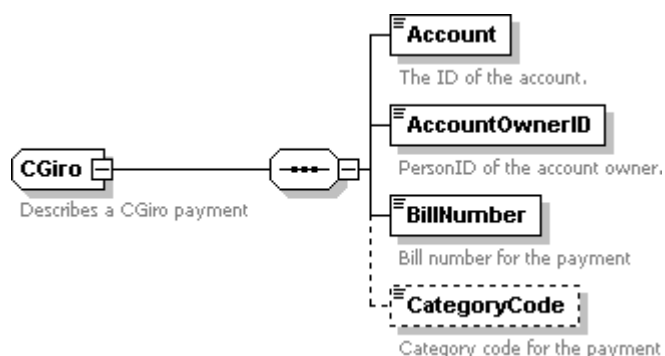 Account
The ID of the account.
AccountOwnerID
PersonID of the account owner.
CGiro
Describes a CGiro payment
BillNumber
Bill number for the payment
CategoryCode
Category code for the payment